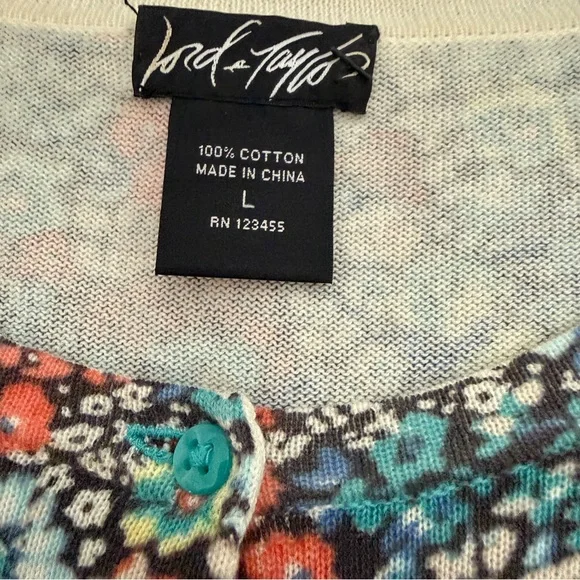 Lord & Taylor
100% COTTON
MADE IN CHINA
L
RN 123455